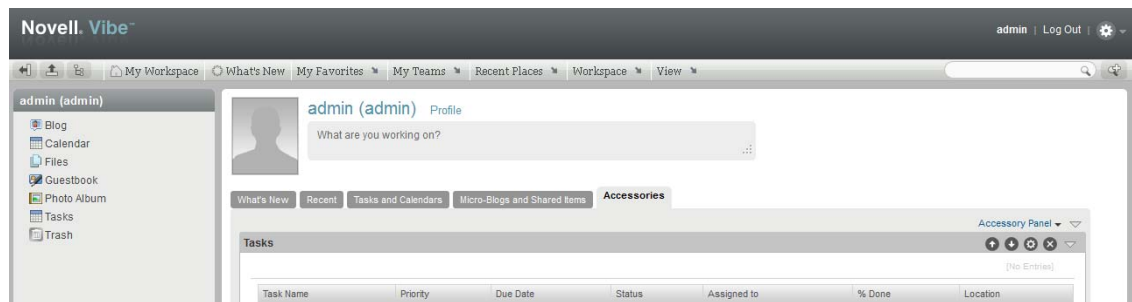 Novell. Vibe
admin | Log Out |
My Workspace What's New My Favorites My Teams Recent Places Workspace View
admin (admin)
Blog
Calendar
Files
Guestbook
Photo Album
Tasks
Trash
admin (admin) Profile
What are you working on?
What's New Recent Tasks and Calendars Micro-Blogs and Shared Items Accessories
Accessory Panel
Tasks
[No Entries]
Task Name Priority Due Date Status Assigned to % Done Location